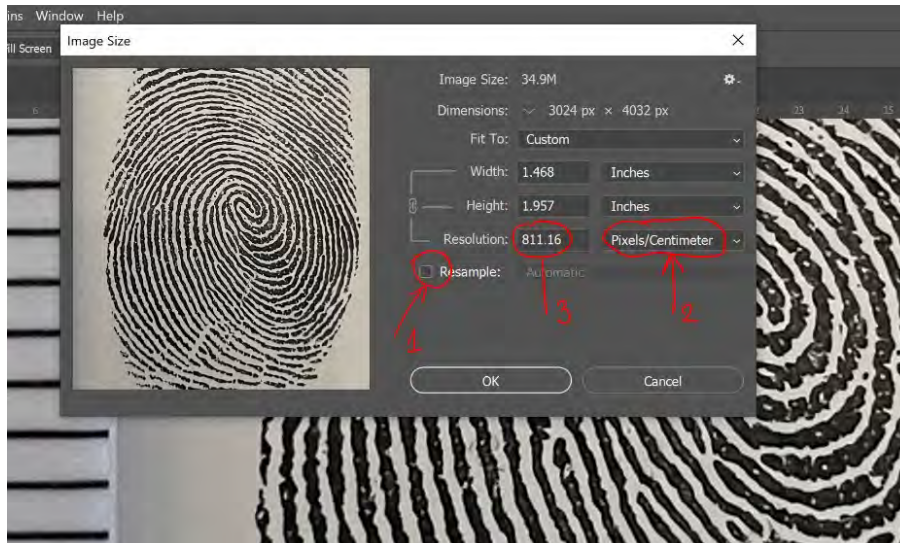 ins Window Help
ill Screen
Image Size
Image Size: 34.9M
Dimensions: 3024 px × 4032 px
Fit To: Custom
Width: 1.468 Inches
Height: 1.957 Inches
Resolution: 811.16 Pixels/Centimeter
Resample: Automatic
1 3 2
OK Cancel
6
23 24 25